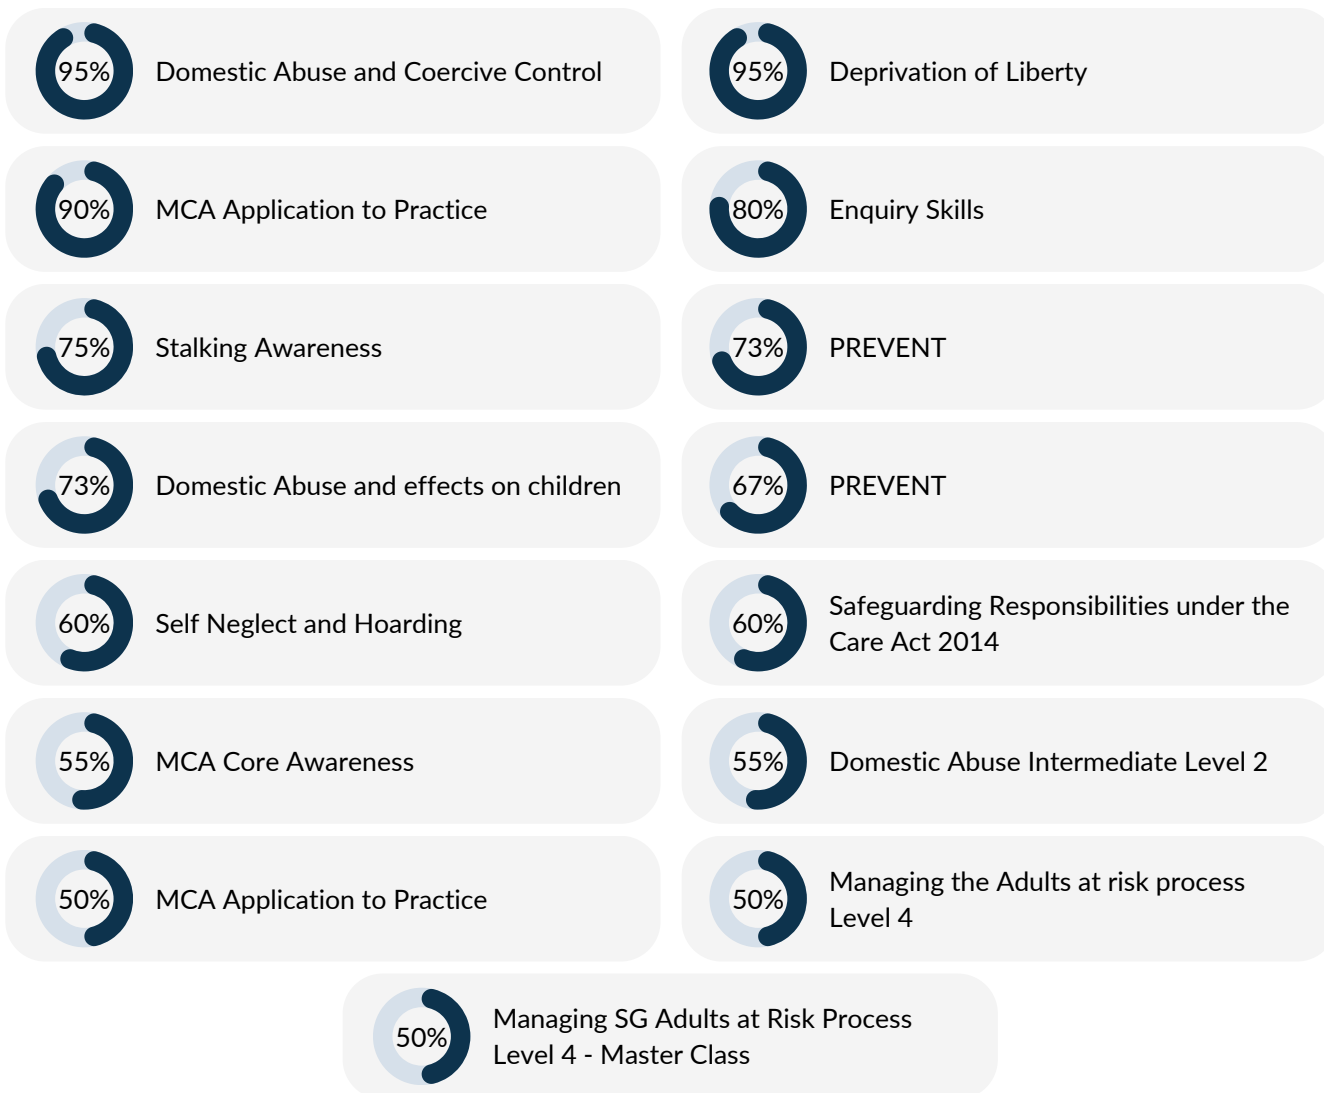 95%
Domestic Abuse and Coercive Control
95%
Deprivation of Liberty
90%
MCA Application to Practice
80%
Enquiry Skills
75%
Stalking Awareness
73%
PREVENT
73%
Domestic Abuse and effects on children
67%
PREVENT
60%
Self Neglect and Hoarding
60%
Safeguarding Responsibilities under the
Care Act 2014
55%
MCA Core Awareness
55%
Domestic Abuse Intermediate Level 2
50%
MCA Application to Practice
50%
Managing the Adults at risk process
Level 4
50%
Managing SG Adults at Risk Process
Level 4 - Master Class